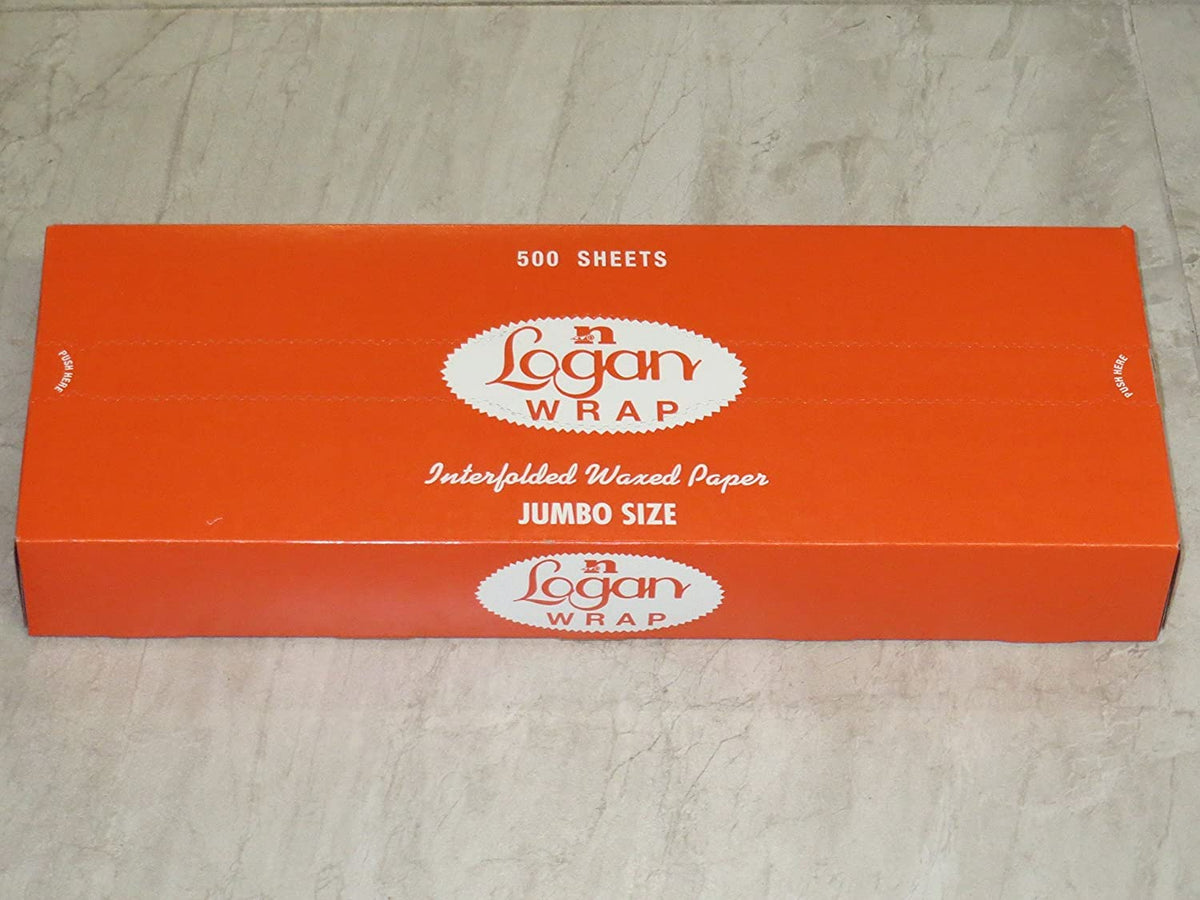 500 SHEETS
n
Logan
WRAP
PUSH HERE
PUSH HERE
Interfolded Waxed Paper
JUMBO SIZE
n
Logan
WRAP